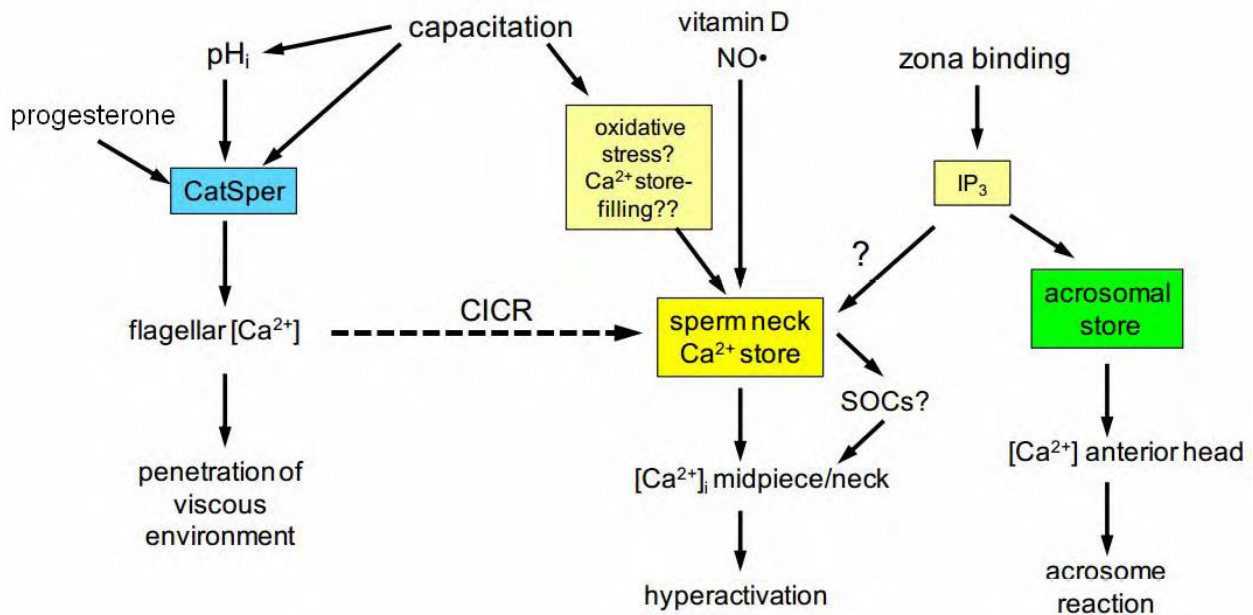 capacitation
vitamin D
NO•
zona binding
pHᵢ
progesterone
oxidative
stress?
Ca²⁺ store-
filling??
CatSper
IP₃
?
CICR
flagellar [Ca²⁺]
sperm neck
Ca²⁺ store
acrosomal
store
SOCs?
penetration of
viscous
environment
[Ca²⁺]ᵢ midpiece/neck
[Ca²⁺] anterior head
hyperactivation
acrosome
reaction